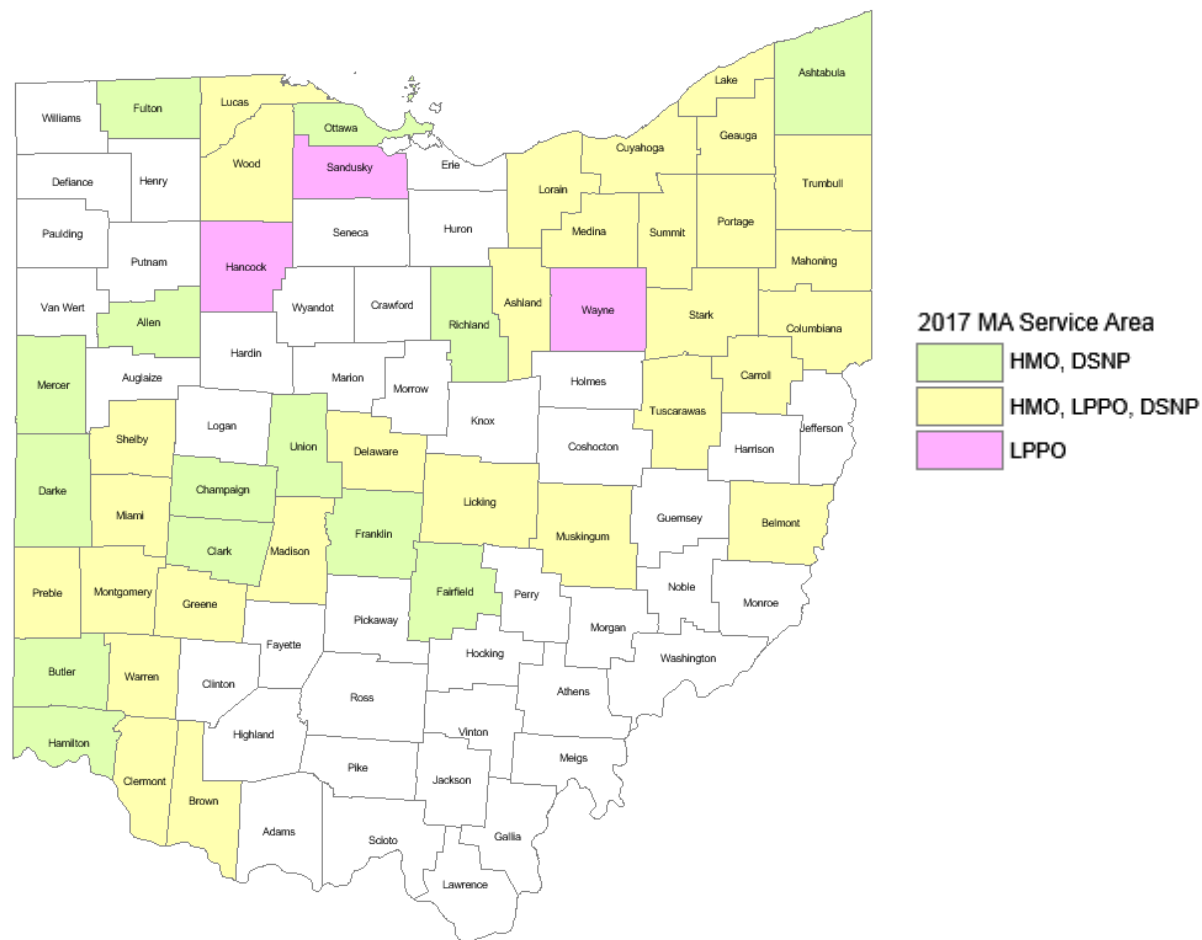 Ashtabula
Lake
Williams
Fulton
Lucas
Ottawa
Geauga
Cuyahoga
Wood
Sandusky
Erie
Defiance
Henry
Lorain
Trumbull
Paulding
Seneca
Huron
Medina
Summit
Portage
Putnam
Hancock
Mahoning
Van Wert
Wyandot
Crawford
Ashland
Wayne
Stark
Allen
Richland
Columbiana
2017 MA Service Area
Hardin
HMO, DSNP
Mercer
Auglaize
Marion
Morrow
Holmes
Carroll
HMO, LPPO, DSNP
Logan
Knox
Tuscarawas
Jefferson
Shelby
Union
Delaware
Coshocton
Harrison
LPPO
Darke
Champaign
Licking
Miami
Guernsey
Belmont
Clark
Madison
Franklin
Muskingum
Preble
Montgomery
Greene
Fairfield
Perry
Noble
Monroe
Pickaway
Morgan
Fayette
Hocking
Washington
Butler
Warren
Clinton
Ross
Athens
Hamilton
Highland
Vinton
Clermont
Pike
Jackson
Meigs
Brown
Adams
Scioto
Gallia
Lawrence